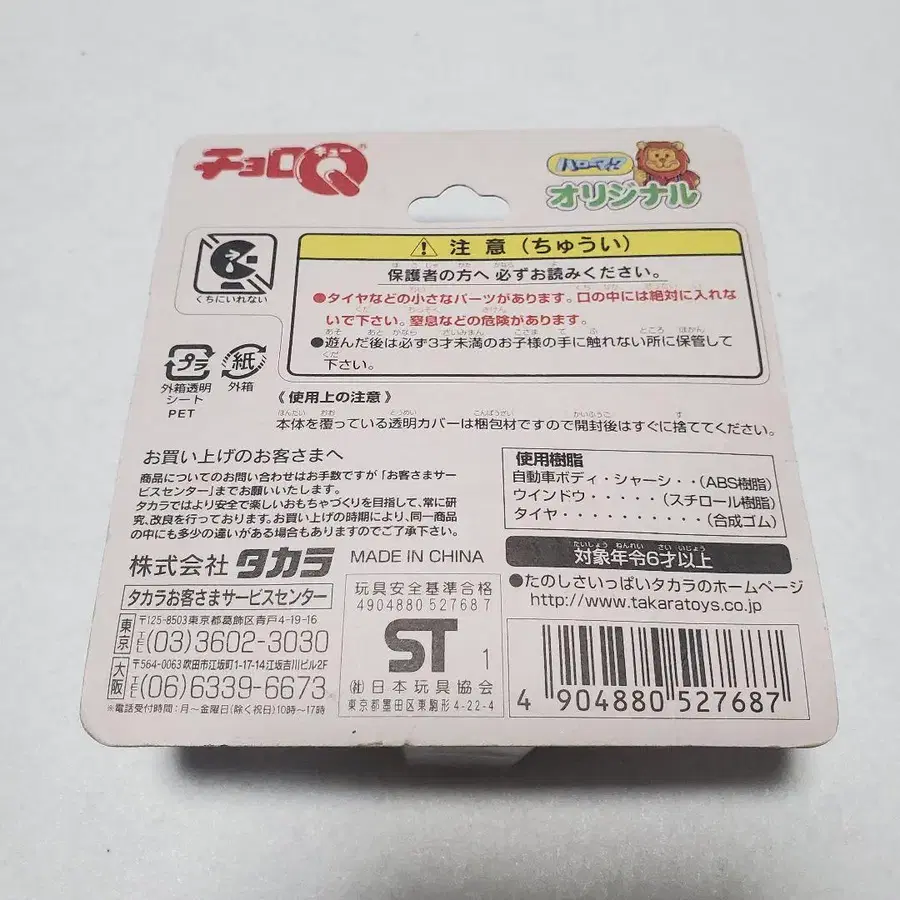 チョロQ
キュー
ハローマック
オリジナル
注意（ちゅうい）
保護者の方へ 必ずお読みください。
●タイヤなどの小さなパーツがあります。口の中には絶対に入れな
いで下さい。窒息などの危険があります。
●遊んだ後は必ず3才未満のお子様の手に触れない所に保管して
下さい。
くちにいれない
プラ
紙
外箱透明
シート
PET
外箱
《使用上の注意》
本体を覆っている透明カバーは梱包材ですので開封後はすぐに捨ててください。
お買い上げのお客さまへ
商品についてのお問い合わせはお手数ですが「お客さまサー
ビスセンター」までお願いいたします。
タカラではより安全で楽しいおもちゃづくりを目指して、常に研
究、改良を行っております。お買い上げの時期により、同一商品
の中にも多少の違いがある場合もありますのでご了承下さい。
使用樹脂
自動車ボディ・シャーシ・・(ABS樹脂)
ウインドウ・・・・・(スチロール樹脂)
タイヤ・・・・・・・・・・(合成ゴム)
株式会社 タカラ MADE IN CHINA
タカラお客さまサービスセンター
東京
〒125-8503東京都葛飾区青戸4-19-16
TEL(03)3602-3030
大阪
〒564-0063吹田市江坂町1-17-14江坂吉川ビル2F
TEL(06)6339-6673
※電話受付時間:月〜金曜日(除く祝日)10時〜17時
玩具安全基準合格
4904880527687
ST 1
(社)日本玩具協会
東京都墨田区東駒形4-22-4
たいしょう ねんれい さい いじょう
対象年令6才以上
●たのしさいっぱいタカラのホームページ
http://www.takaratoys.co.jp
4 904880 527687